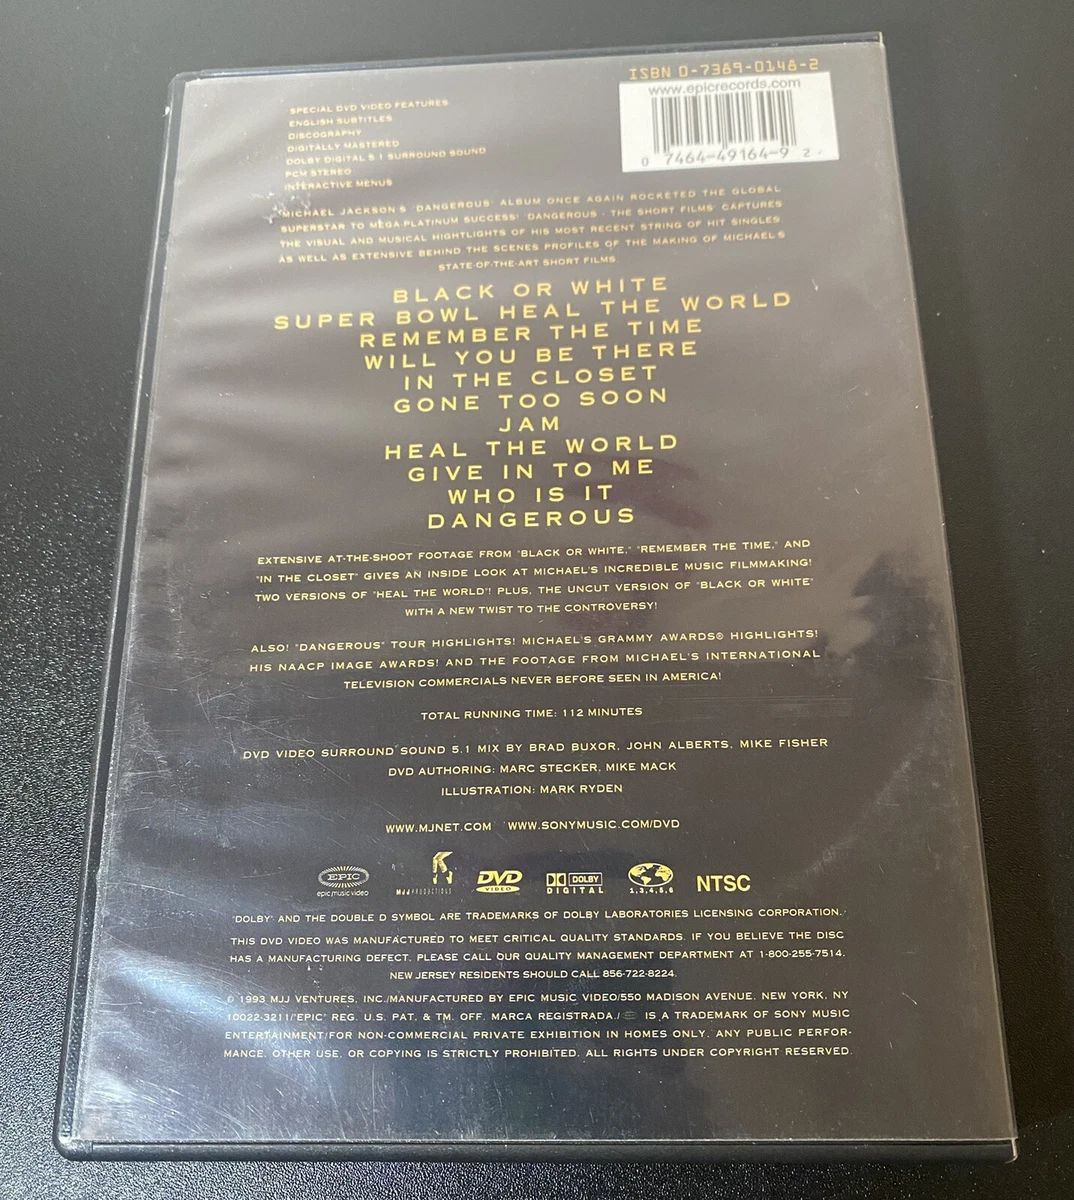 ISBN 0-7389-0148-2
www.epicrecords.com
0 7464-49164-9 2
SPECIAL DVD VIDEO FEATURES
ENGLISH SUBTITLES
DISCOGRAPHY
DIGITALLY MASTERED
DOLBY DIGITAL 5.1 SURROUND SOUND
PCM STEREO
INTERACTIVE MENUS
MICHAEL JACKSON'S "DANGEROUS" ALBUM ONCE AGAIN ROCKETED THE GLOBAL
SUPERSTAR TO MEGA-PLATINUM SUCCESS! "DANGEROUS - THE SHORT FILMS" CAPTURES
THE VISUAL AND MUSICAL HIGHTLIGHTS OF HIS MOST RECENT STRING OF HIT SINGLES.
AS WELL AS EXTENSIVE BEHIND THE SCENES PROFILES OF THE MAKING OF MICHAEL'S
STATE-OF-THE-ART SHORT FILMS
BLACK OR WHITE
SUPER BOWL HEAL THE WORLD
REMEMBER THE TIME
WILL YOU BE THERE
IN THE CLOSET
GONE TOO SOON
JAM
HEAL THE WORLD
GIVE IN TO ME
WHO IS IT
DANGEROUS
EXTENSIVE AT-THE-SHOOT FOOTAGE FROM "BLACK OR WHITE," "REMEMBER THE TIME," AND
"IN THE CLOSET" GIVES AN INSIDE LOOK AT MICHAEL'S INCREDIBLE MUSIC FILMMAKING!
TWO VERSIONS OF "HEAL THE WORLD"! PLUS, THE UNCUT VERSION OF "BLACK OR WHITE"
WITH A NEW TWIST TO THE CONTROVERSY!
ALSO! "DANGEROUS" TOUR HIGHLIGHTS! MICHAEL'S GRAMMY AWARDS® HIGHLIGHTS!
HIS NAACP IMAGE AWARDS! AND THE FOOTAGE FROM MICHAEL'S INTERNATIONAL
TELEVISION COMMERCIALS NEVER BEFORE SEEN IN AMERICA!
TOTAL RUNNING TIME: 112 MINUTES
DVD VIDEO SURROUND SOUND 5.1 MIX BY BRAD BUXOR, JOHN ALBERTS, MIKE FISHER
DVD AUTHORING: MARC STECKER, MIKE MACK
ILLUSTRATION: MARK RYDEN
WWW.MJNET.COM WWW.SONYMUSIC.COM/DVD
EPIC epic music video MJJ PRODUCTIONS DVD VIDEO DOLBY DIGITAL 1,3,4,5,6 NTSC
"DOLBY" AND THE DOUBLE D SYMBOL ARE TRADEMARKS OF DOLBY LABORATORIES LICENSING CORPORATION.
THIS DVD VIDEO WAS MANUFACTURED TO MEET CRITICAL QUALITY STANDARDS. IF YOU BELIEVE THE DISC
HAS A MANUFACTURING DEFECT, PLEASE CALL OUR QUALITY MANAGEMENT DEPARTMENT AT 1-800-255-7514.
NEW JERSEY RESIDENTS SHOULD CALL 856-722-8224.
© 1993 MJJ VENTURES, INC./MANUFACTURED BY EPIC MUSIC VIDEO/550 MADISON AVENUE, NEW YORK, NY
10022-3211/"EPIC" REG. U.S. PAT. & TM. OFF. MARCA REGISTRADA./ IS A TRADEMARK OF SONY MUSIC
ENTERTAINMENT/FOR NON-COMMERCIAL PRIVATE EXHIBITION IN HOMES ONLY. ANY PUBLIC PERFOR-
MANCE, OTHER USE, OR COPYING IS STRICTLY PROHIBITED. ALL RIGHTS UNDER COPYRIGHT RESERVED.